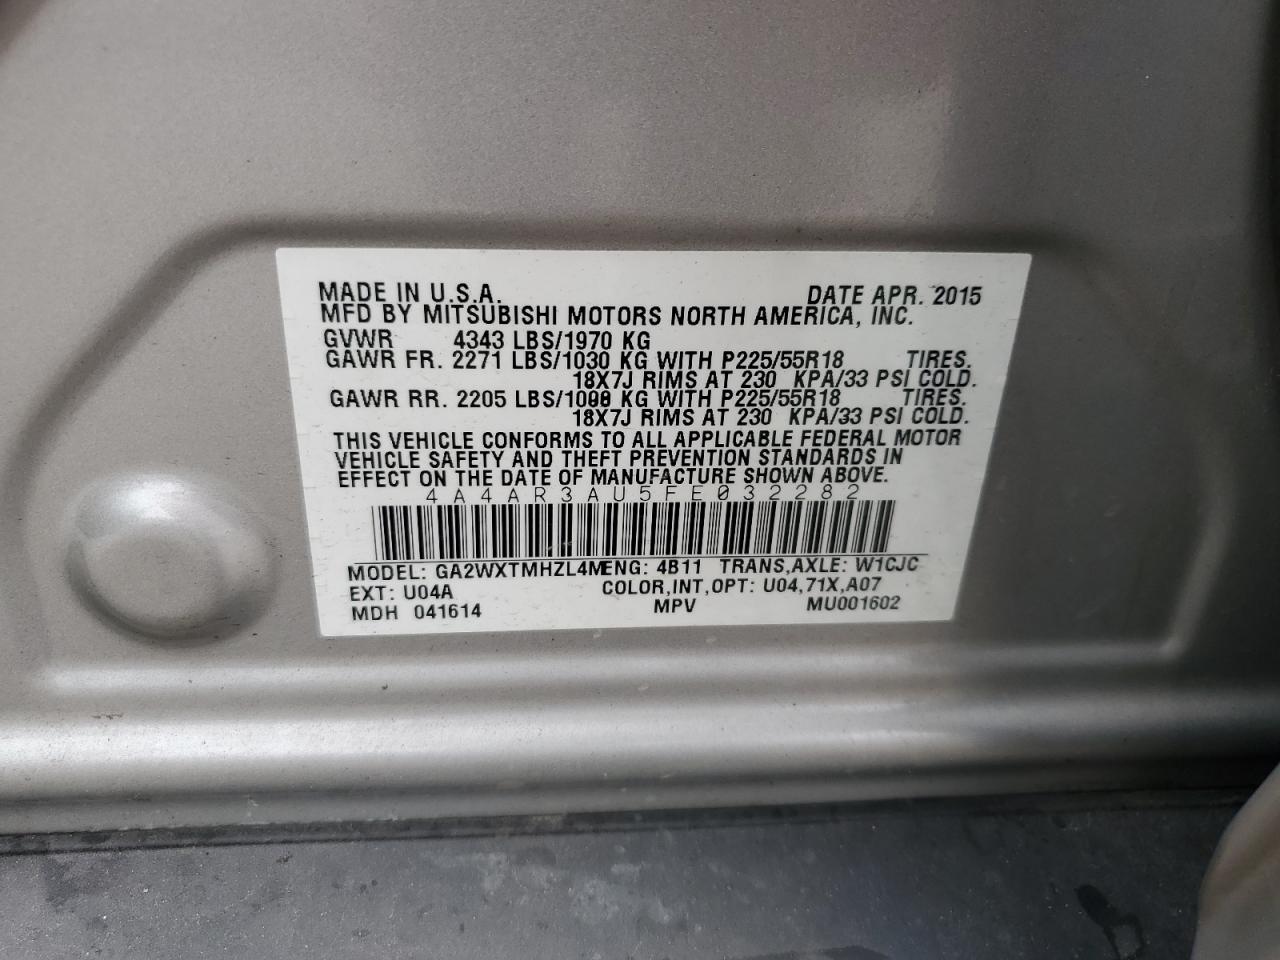 MADE IN U.S.A. DATE APR. 2015
MFD BY MITSUBISHI MOTORS NORTH AMERICA, INC.
GVWR 4343 LBS/1970 KG
GAWR FR. 2271 LBS/1030 KG WITH P225/55R18 TIRES.
18X7J RIMS AT 230 KPA/33 PSI COLD.
GAWR RR. 2205 LBS/1000 KG WITH P225/55R18 TIRES.
18X7J RIMS AT 230 KPA/33 PSI COLD.
THIS VEHICLE CONFORMS TO ALL APPLICABLE FEDERAL MOTOR
VEHICLE SAFETY AND THEFT PREVENTION STANDARDS IN
EFFECT ON THE DATE OF MANUFACTURE SHOWN ABOVE.
4A4AR3AU5FE032282
MODEL: GA2WXTMHZL4M ENG: 4B11 TRANS,AXLE: W1CJC
EXT: U04A COLOR,INT,OPT: U04,71X,A07
MDH 041614 MPV MU001602